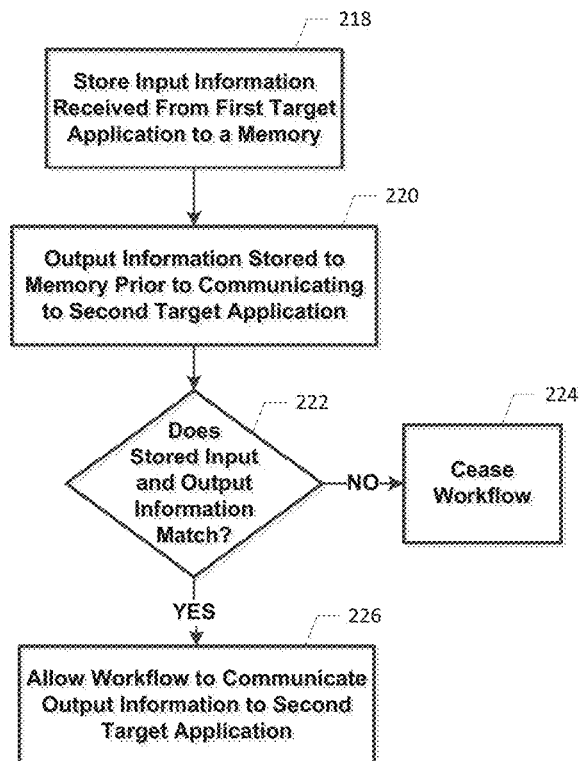 218
Store Input Information
Received From First Target
Application to a Memory
220
Output Information Stored to
Memory Prior to Communicating
to Second Target Application
222
Does
Stored Input
and Output
Information
Match?
NO
224
Cease
Workflow
YES
226
Allow Workflow to Communicate
Output Information to Second
Target Application